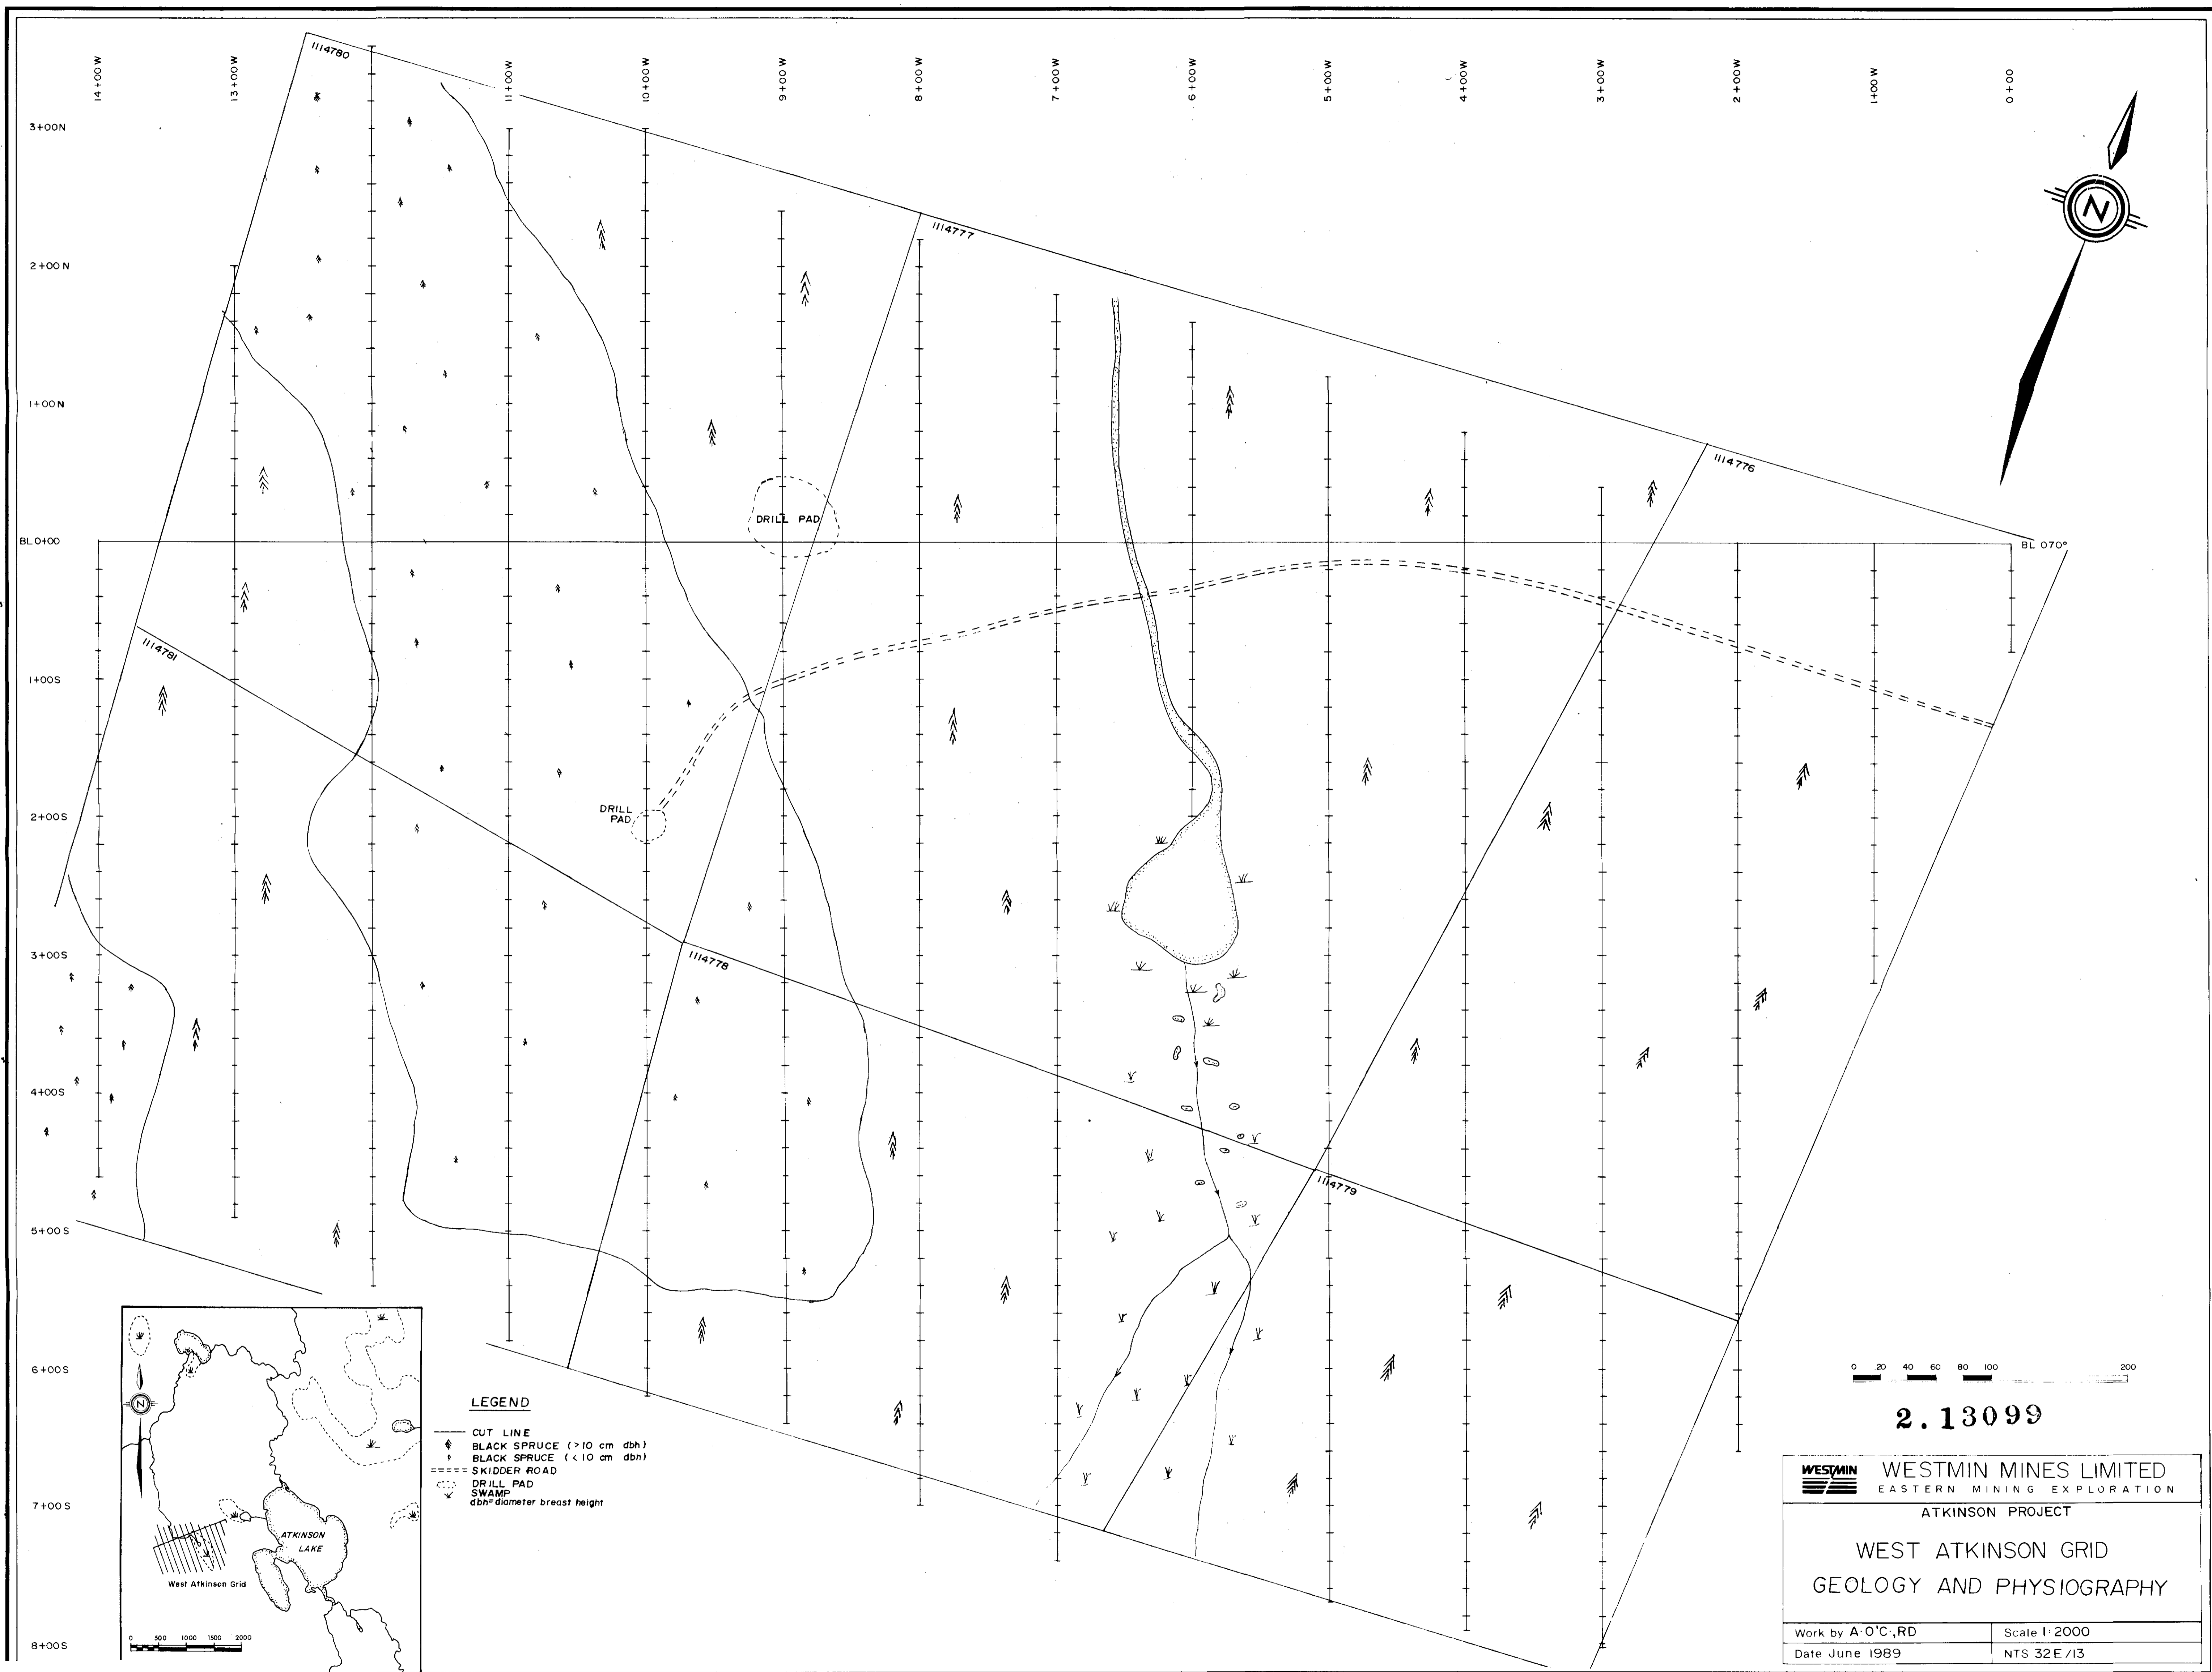 14+00W
13+00W
11+00W
10+00W
9+00W
8+00W
7+00W
6+00W
5+00W
4+00W
3+00W
2+00W
1+00W
0+00
1114780
3+00N
1114777
N
2+00N
1+00N
1114776
DRILL PAD
BL 0+00
BL 070°
1114781
1+00S
DRILL
PAD
2+00S
3+00S
1114778
4+00S
1114779
5+00S
6+00S
7+00S
8+00S
N
ATKINSON
LAKE
West Atkinson Grid
0 500 1000 1500 2000
LEGEND
CUT LINE
BLACK SPRUCE (>10 cm dbh)
BLACK SPRUCE (<10 cm dbh)
SKIDDER ROAD
DRILL PAD
SWAMP
dbh=diameter breast height
0 20 40 60 80 100 200
2.13099
WESTMIN
WESTMIN MINES LIMITED
EASTERN MINING EXPLORATION
ATKINSON PROJECT
WEST ATKINSON GRID
GEOLOGY AND PHYSIOGRAPHY
Work by A.O'C.,RD
Scale 1:2000
Date June 1989
NTS 32E/13